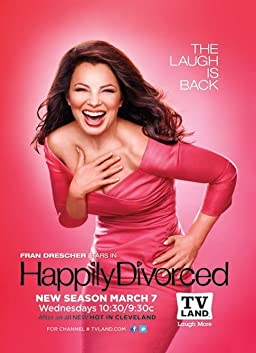 THE
LAUGH
IS
BACK
FRAN DRESCHER STARS IN
HappilyDivorced
NEW SEASON MARCH 7
Wednesdays 10:30/9:30c
After an all NEW HOT IN CLEVELAND
FOR CHANNEL # TVLAND.COM
TV
LAND
Laugh More